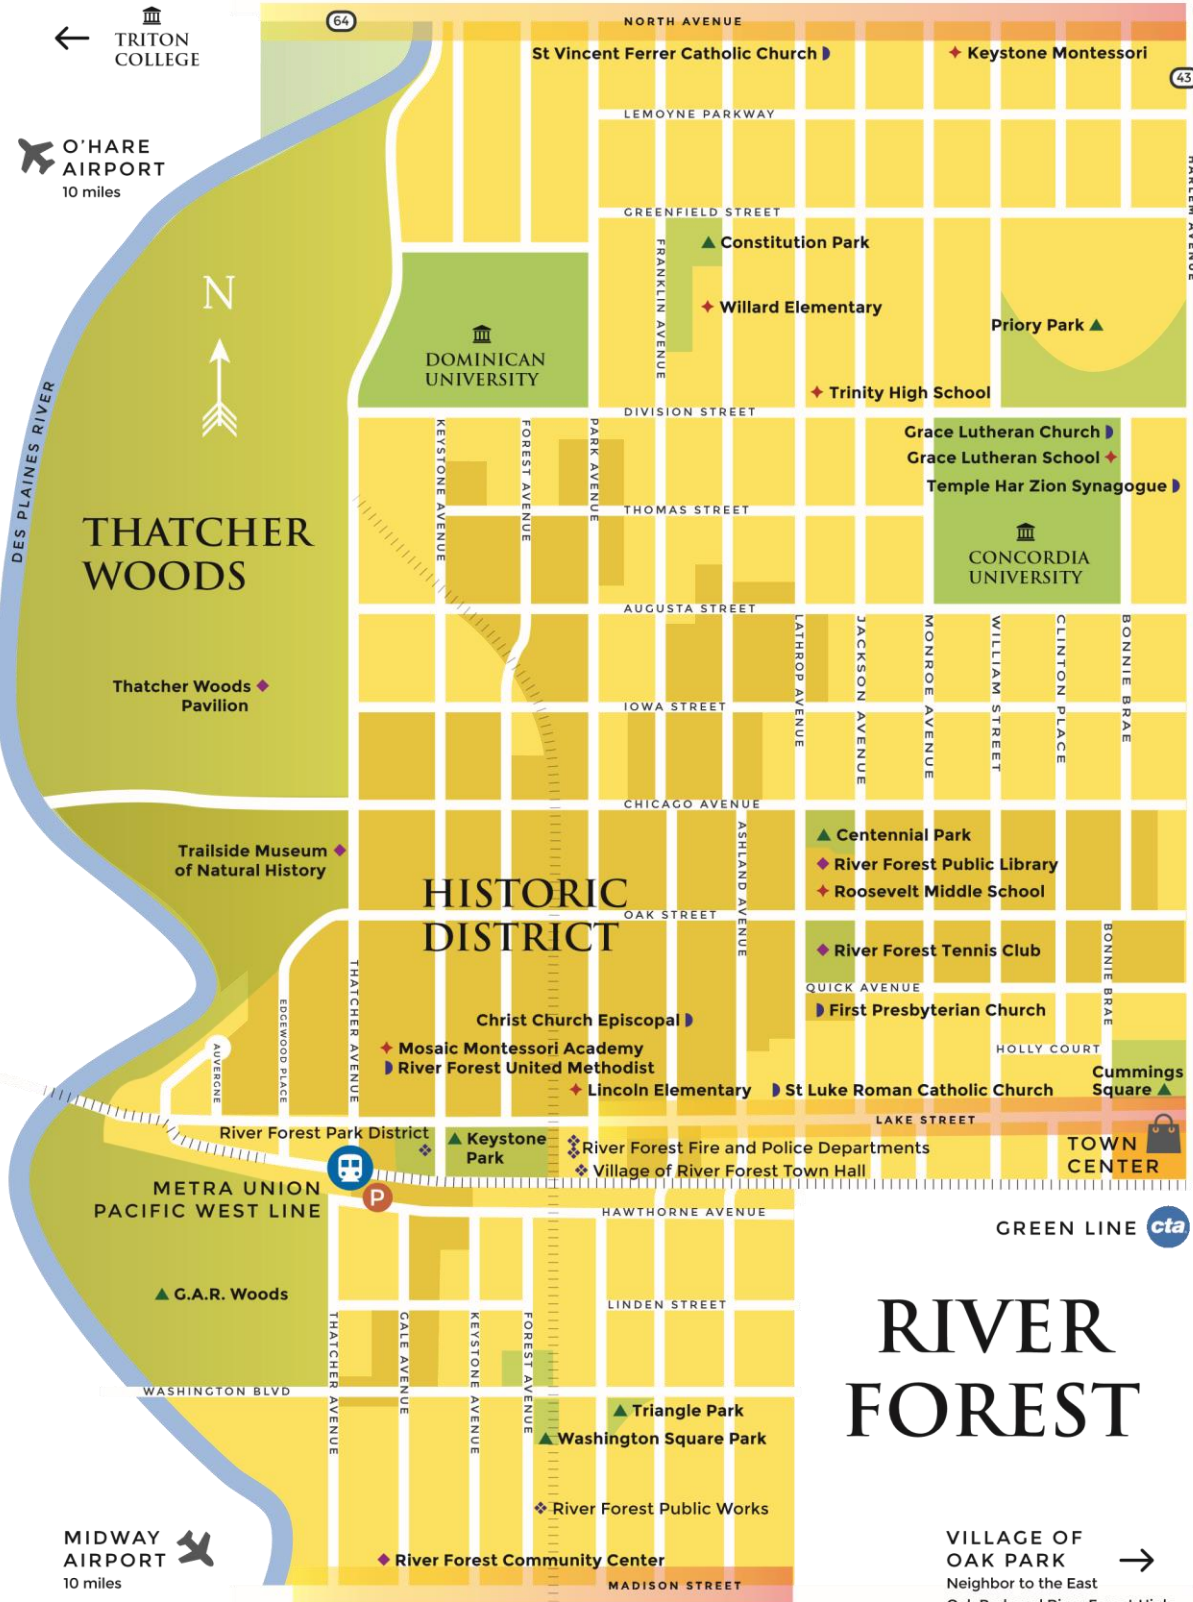 64
NORTH AVENUE
TRITON
COLLEGE
St Vincent Ferrer Catholic Church
Keystone Montessori
43
LEMOYNE PARKWAY
O'HARE
AIRPORT
10 miles
HARLEM AVENUE
GREENFIELD STREET
Constitution Park
FRANKLIN AVENUE
N
Willard Elementary
Priory Park
DOMINICAN
UNIVERSITY
Trinity High School
DIVISION STREET
DES PLAINES RIVER
KEYSTONE AVENUE
FOREST AVENUE
PARK AVENUE
Grace Lutheran Church
Grace Lutheran School
Temple Har Zion Synagogue
THOMAS STREET
THATCHER
WOODS
CONCORDIA
UNIVERSITY
AUGUSTA STREET
LATHROP AVENUE
JACKSON AVENUE
MONROE AVENUE
WILLIAM STREET
CLINTON PLACE
BONNIE BRAE
Thatcher Woods
Pavilion
IOWA STREET
CHICAGO AVENUE
Trailside Museum
of Natural History
ASHLAND AVENUE
Centennial Park
River Forest Public Library
Roosevelt Middle School
HISTORIC
DISTRICT
OAK STREET
River Forest Tennis Club
BONNIE BRAE
THATCHER AVENUE
EDGEWOOD PLACE
AUVERGNE
QUICK AVENUE
Christ Church Episcopal
First Presbyterian Church
Mosaic Montessori Academy
River Forest United Methodist
HOLLY COURT
Lincoln Elementary
St Luke Roman Catholic Church
Cummings
Square
LAKE STREET
River Forest Park District
Keystone
Park
River Forest Fire and Police Departments
Village of River Forest Town Hall
TOWN
CENTER
METRA UNION
PACIFIC WEST LINE
P
HAWTHORNE AVENUE
GREEN LINE
cta
G.A.R. Woods
LINDEN STREET
THATCHER AVENUE
GALE AVENUE
KEYSTONE AVENUE
FOREST AVENUE
RIVER
FOREST
WASHINGTON BLVD
Triangle Park
Washington Square Park
River Forest Public Works
MIDWAY
AIRPORT
10 miles
River Forest Community Center
MADISON STREET
VILLAGE OF
OAK PARK
Neighbor to the East